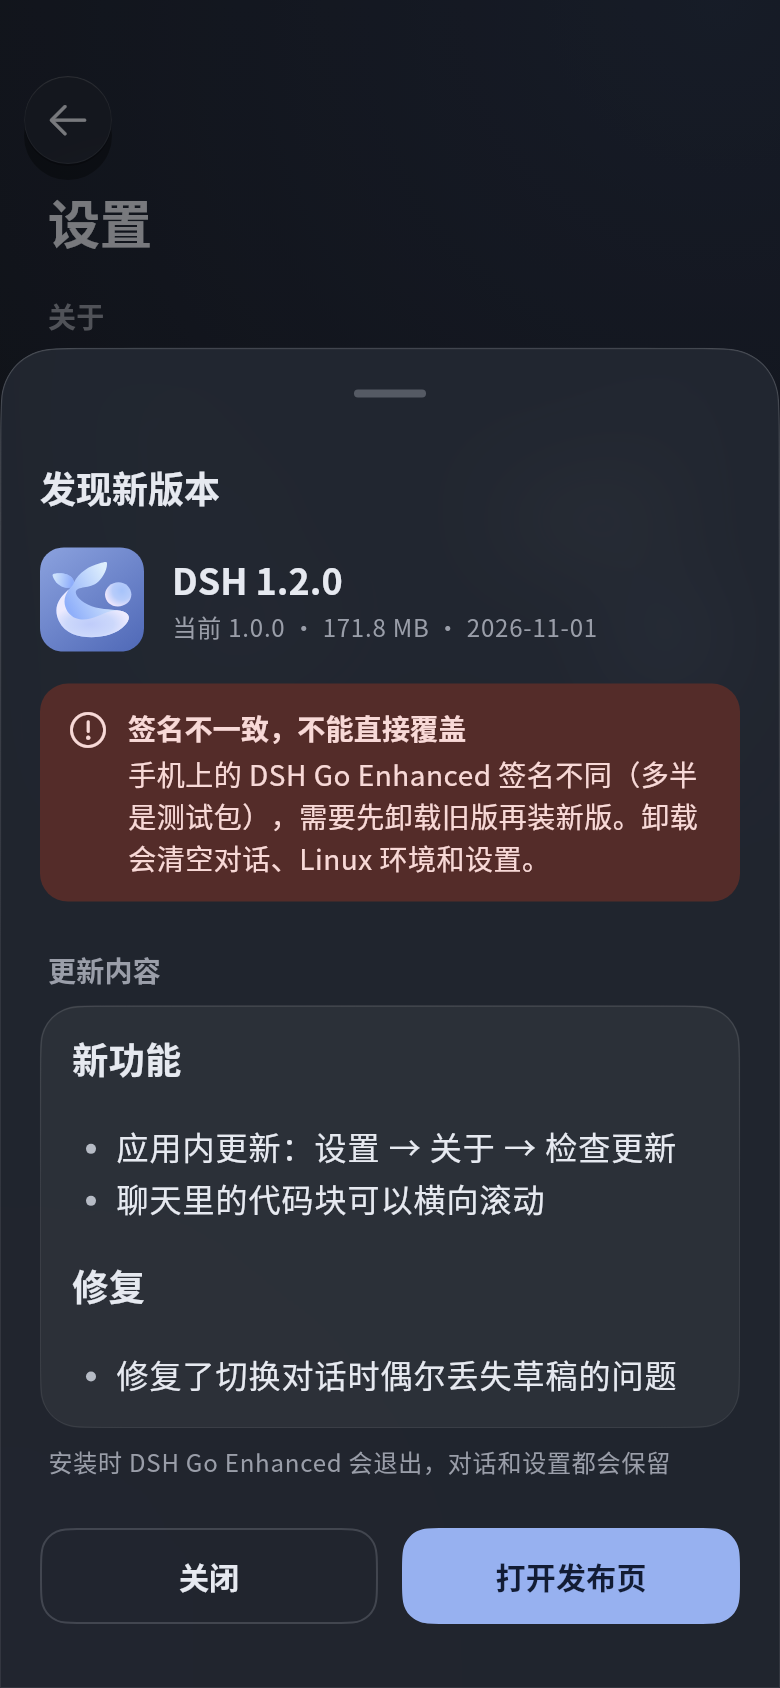 设置
关于
发现新版本
DSH 1.2.0
当前 1.0.0 · 171.8 MB · 2026-11-01
签名不一致，不能直接覆盖
手机上的 DSH Go Enhanced 签名不同（多半
是测试包），需要先卸载旧版再装新版。卸载
会清空对话、Linux 环境和设置。
更新内容
新功能
• 应用内更新：设置 → 关于 → 检查更新
• 聊天里的代码块可以横向滚动
修复
• 修复了切换对话时偶尔丢失草稿的问题
安装时 DSH Go Enhanced 会退出，对话和设置都会保留
关闭
打开发布页